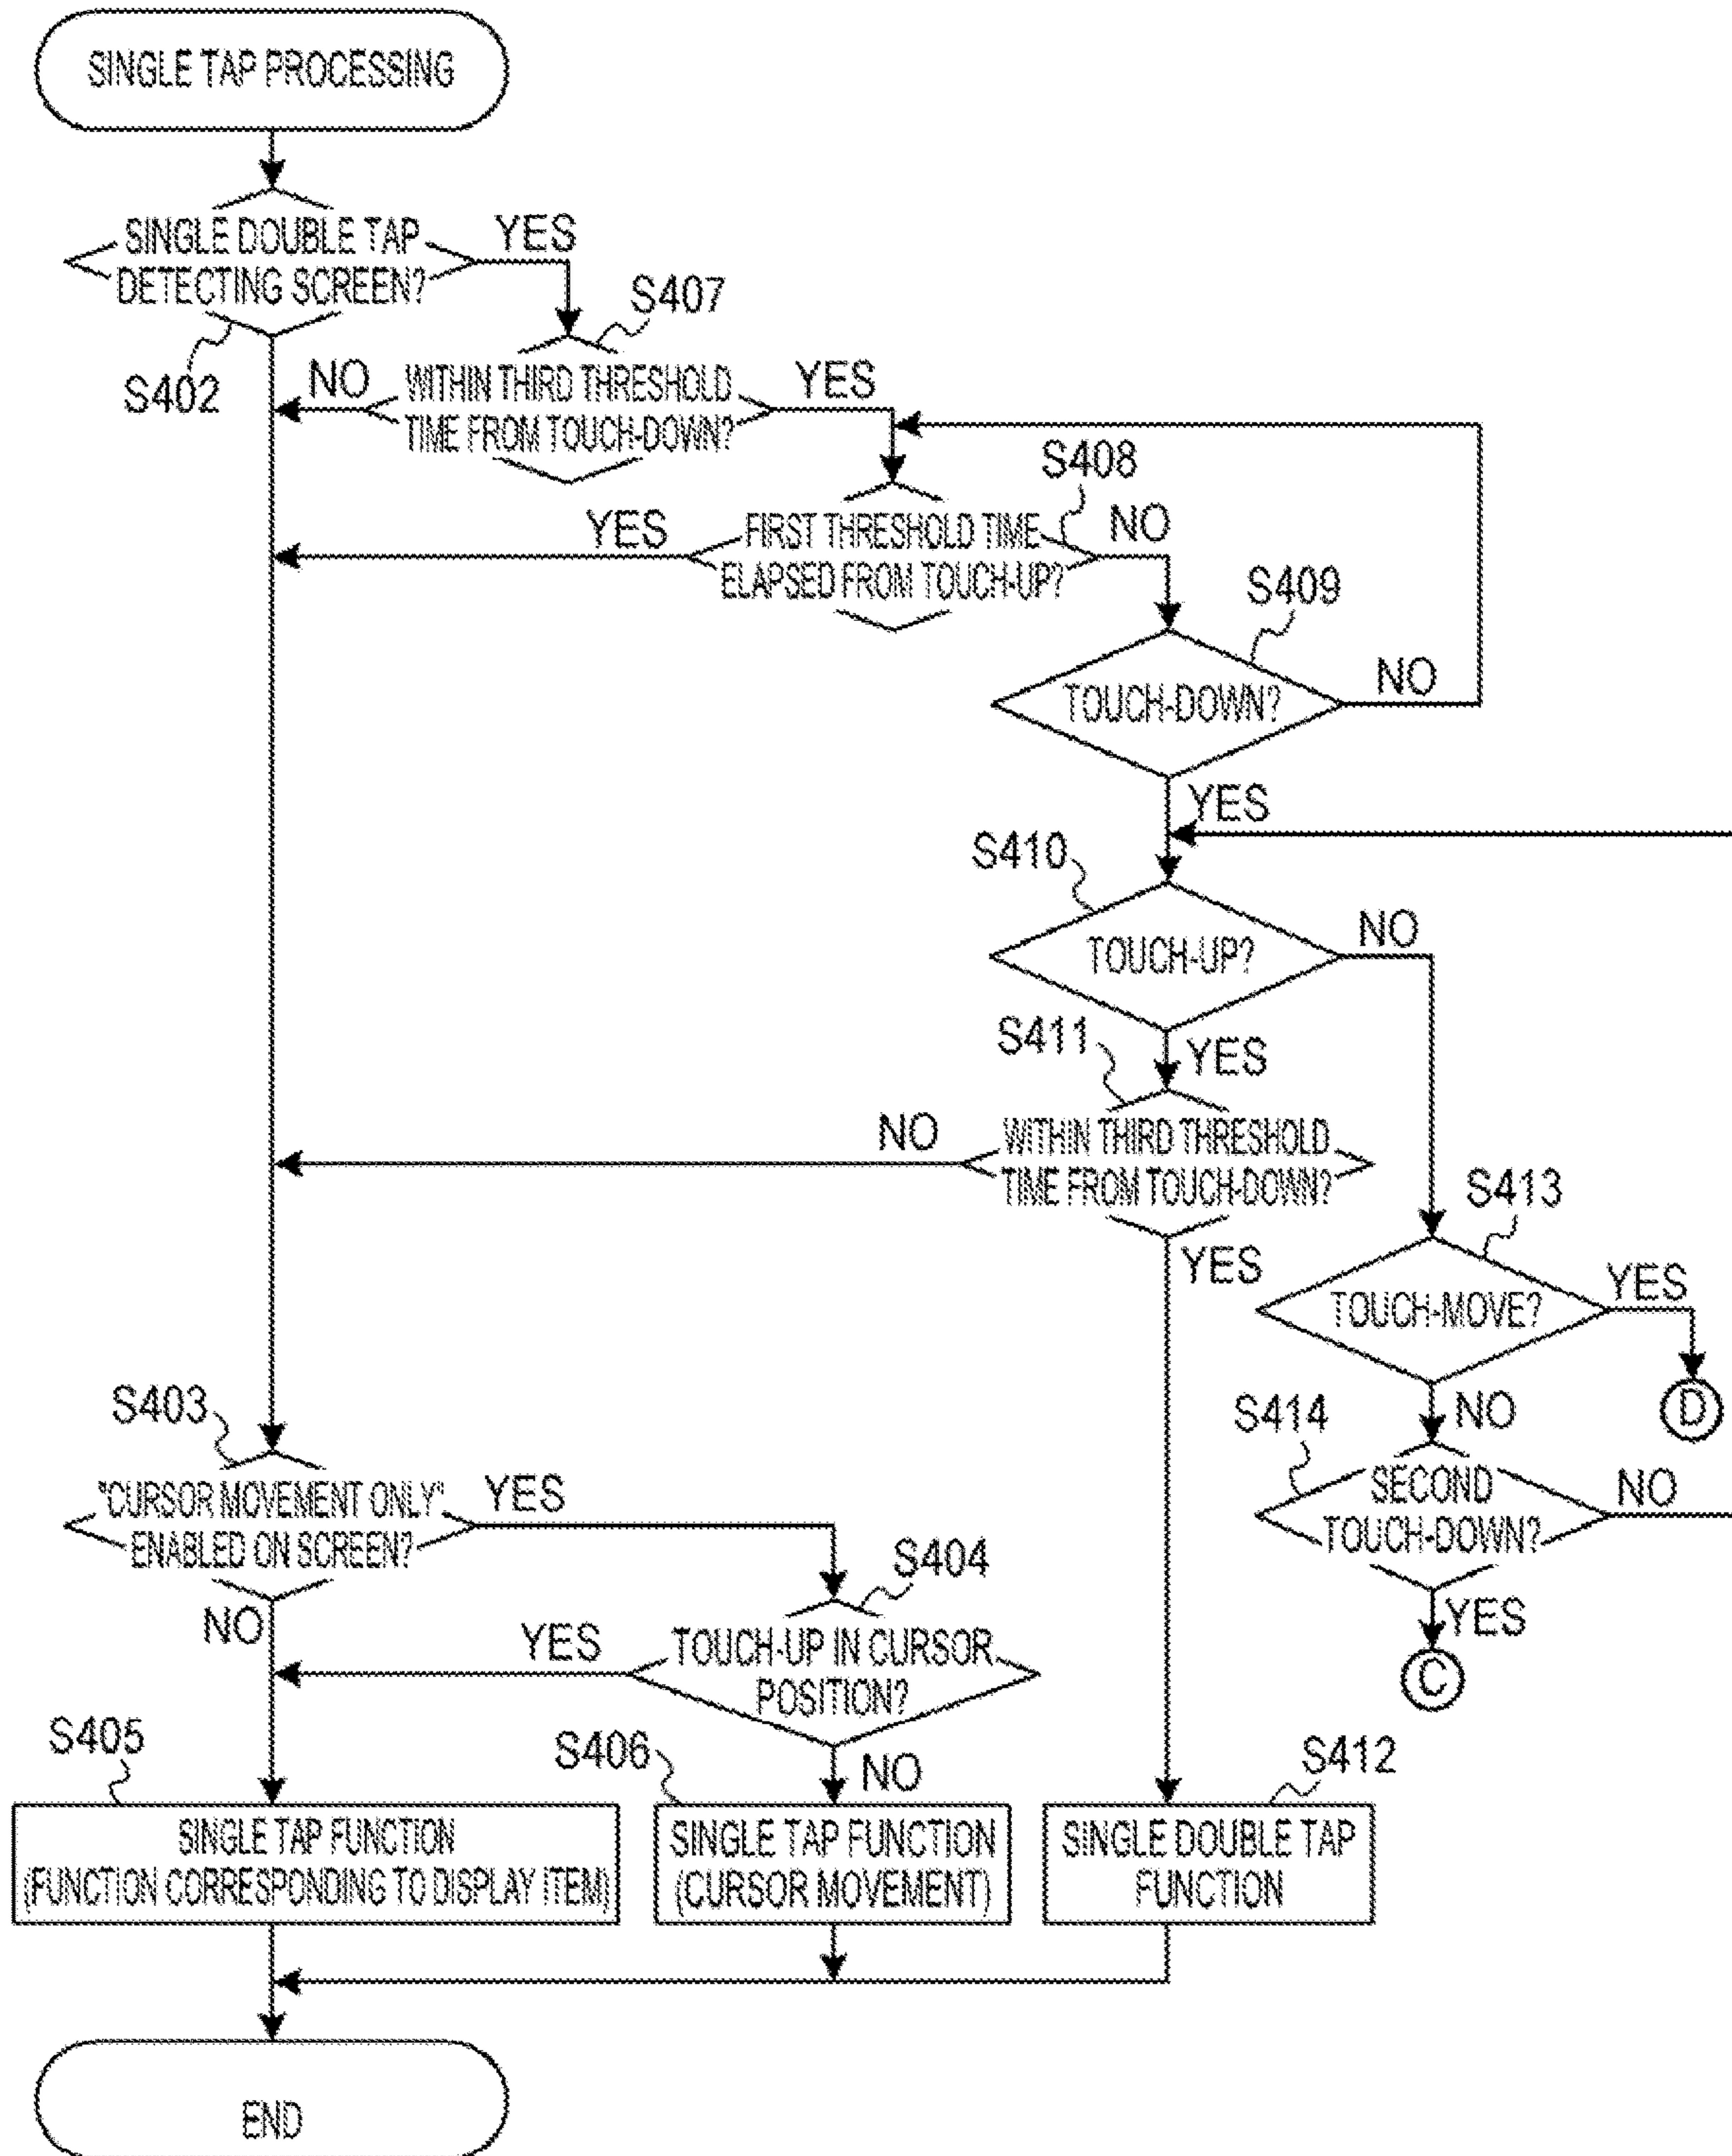 SINGLE TAP PROCESSING
SINGLE DOUBLE TAP
DETECTING SCREEN?
YES
S402
S407
NO
WITHIN THIRD THRESHOLD
TIME FROM TOUCH-DOWN?
YES
S408
YES
FIRST THRESHOLD TIME
ELAPSED FROM TOUCH-UP?
NO
S409
TOUCH-DOWN?
NO
YES
S410
TOUCH-UP?
NO
S411
YES
NO
WITHIN THIRD THRESHOLD
TIME FROM TOUCH-DOWN?
YES
S413
TOUCH-MOVE?
YES
D
NO
S414
SECOND
TOUCH-DOWN?
NO
YES
C
S403
"CURSOR MOVEMENT ONLY"
ENABLED ON SCREEN?
YES
NO
S404
YES
TOUCH-UP IN CURSOR
POSITION?
NO
S405
SINGLE TAP FUNCTION
(FUNCTION CORRESPONDING TO DISPLAY ITEM)
S406
SINGLE TAP FUNCTION
(CURSOR MOVEMENT)
S412
SINGLE DOUBLE TAP
FUNCTION
END